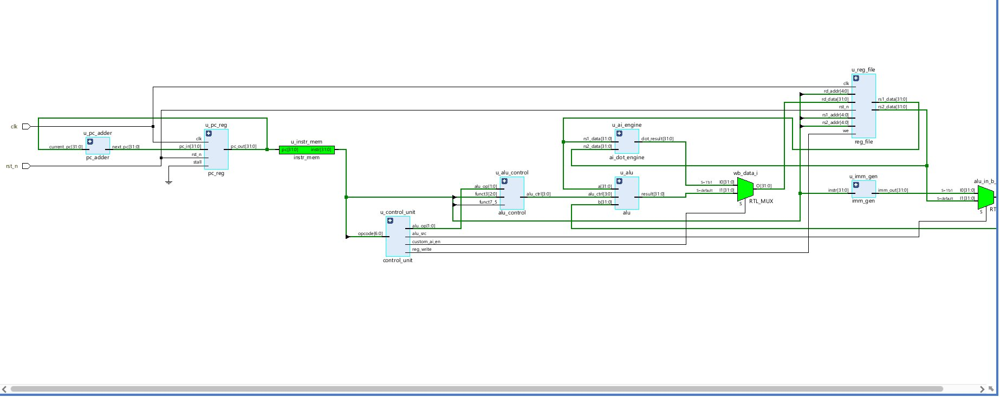 clk
rst_n
u_pc_adder
current_pc[31:0]
next_pc[31:0]
pc_adder
u_pc_reg
clk
pc_in[31:0]
rst_n
stall
pc_out[31:0]
pc_reg
u_instr_mem
pc[31:0]
instr[31:0]
instr_mem
u_control_unit
opcode[6:0]
alu_op[1:0]
alu_src
custom_ai_en
reg_write
control_unit
u_alu_control
alu_op[1:0]
funct3[2:0]
funct7_5
alu_ctrl[3:0]
alu_control
u_ai_engine
rs1_data[31:0]
rs2_data[31:0]
dot_result[31:0]
ai_dot_engine
u_alu
a[31:0]
alu_ctrl[3:0]
b[31:0]
result[31:0]
alu
wb_data_i
S=1'b1
I0[31:0]
S=default
I1[31:0]
O[31:0]
S
RTL_MUX
u_reg_file
clk
rd_addr[4:0]
rd_data[31:0]
rst_n
rs1_addr[4:0]
rs2_addr[4:0]
we
rs1_data[31:0]
rs2_data[31:0]
reg_file
u_imm_gen
instr[31:0]
imm_out[31:0]
imm_gen
alu_in_b_
S=1'b1
I0[31:0]
S=default
I1[31:0]
S
RT